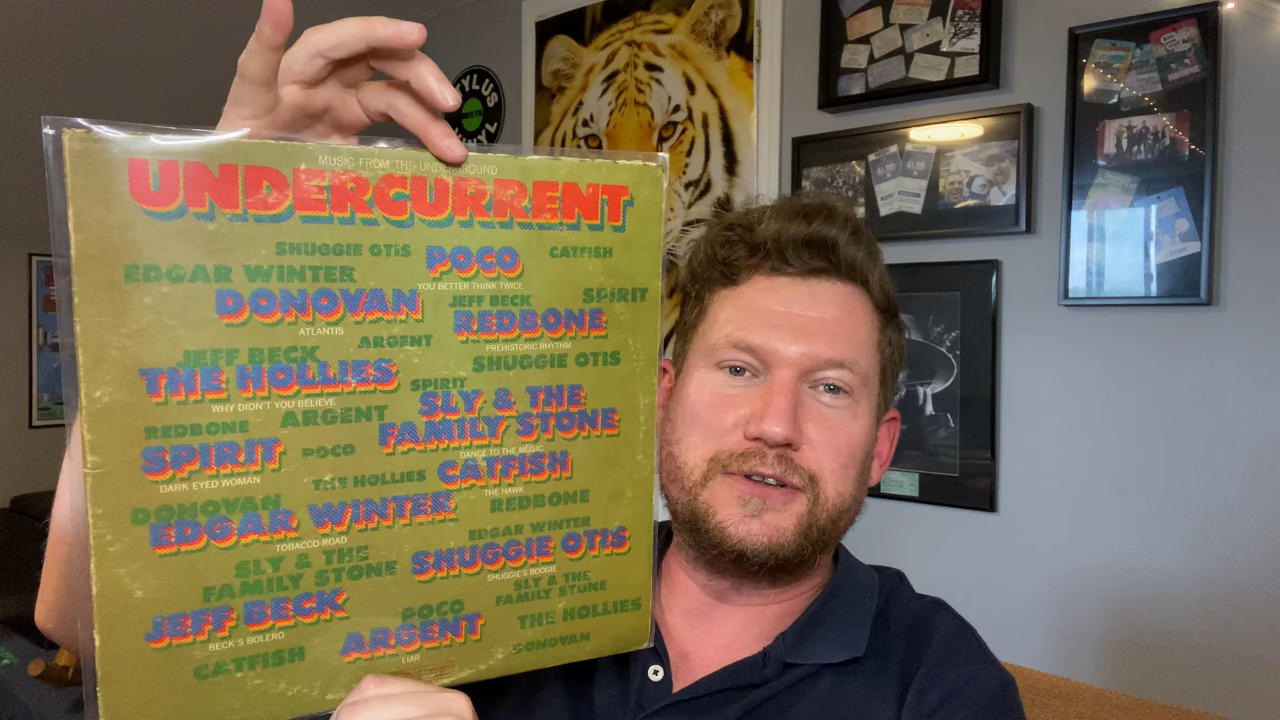 MUSIC FROM THE UNDERGROUND
UNDERCURRENT
SHUGGIE OTIS
POCO
CATFISH
EDGAR WINTER
YOU BETTER THINK TWICE
DONOVAN
JEFF BECK
SPIRIT
ATLANTIS
REDBONE
ARGENT
PREHISTORIC RHYTHM
JEFF BECK
SHUGGIE OTIS
THE HOLLIES
SPIRIT
WHY DIDN'T YOU BELIEVE
SLY & THE
FAMILY STONE
ARGENT
REDBONE
DANCE TO THE MUSIC
SPIRIT
POCO
CATFISH
DARK EYED WOMAN
THE HOLLIES
THE HAWK
DONOVAN
REDBONE
EDGAR WINTER
TOBACCO ROAD
EDGAR WINTER
SHUGGIE OTIS
SHUGGIE'S BOOGIE
SLY & THE
FAMILY STONE
SLY & THE
FAMILY STONE
JEFF BECK
BECK'S BOLERO
POCO
THE HOLLIES
ARGENT
LIAR
DONOVAN
CATFISH
VINYL
ALDS
ALDS